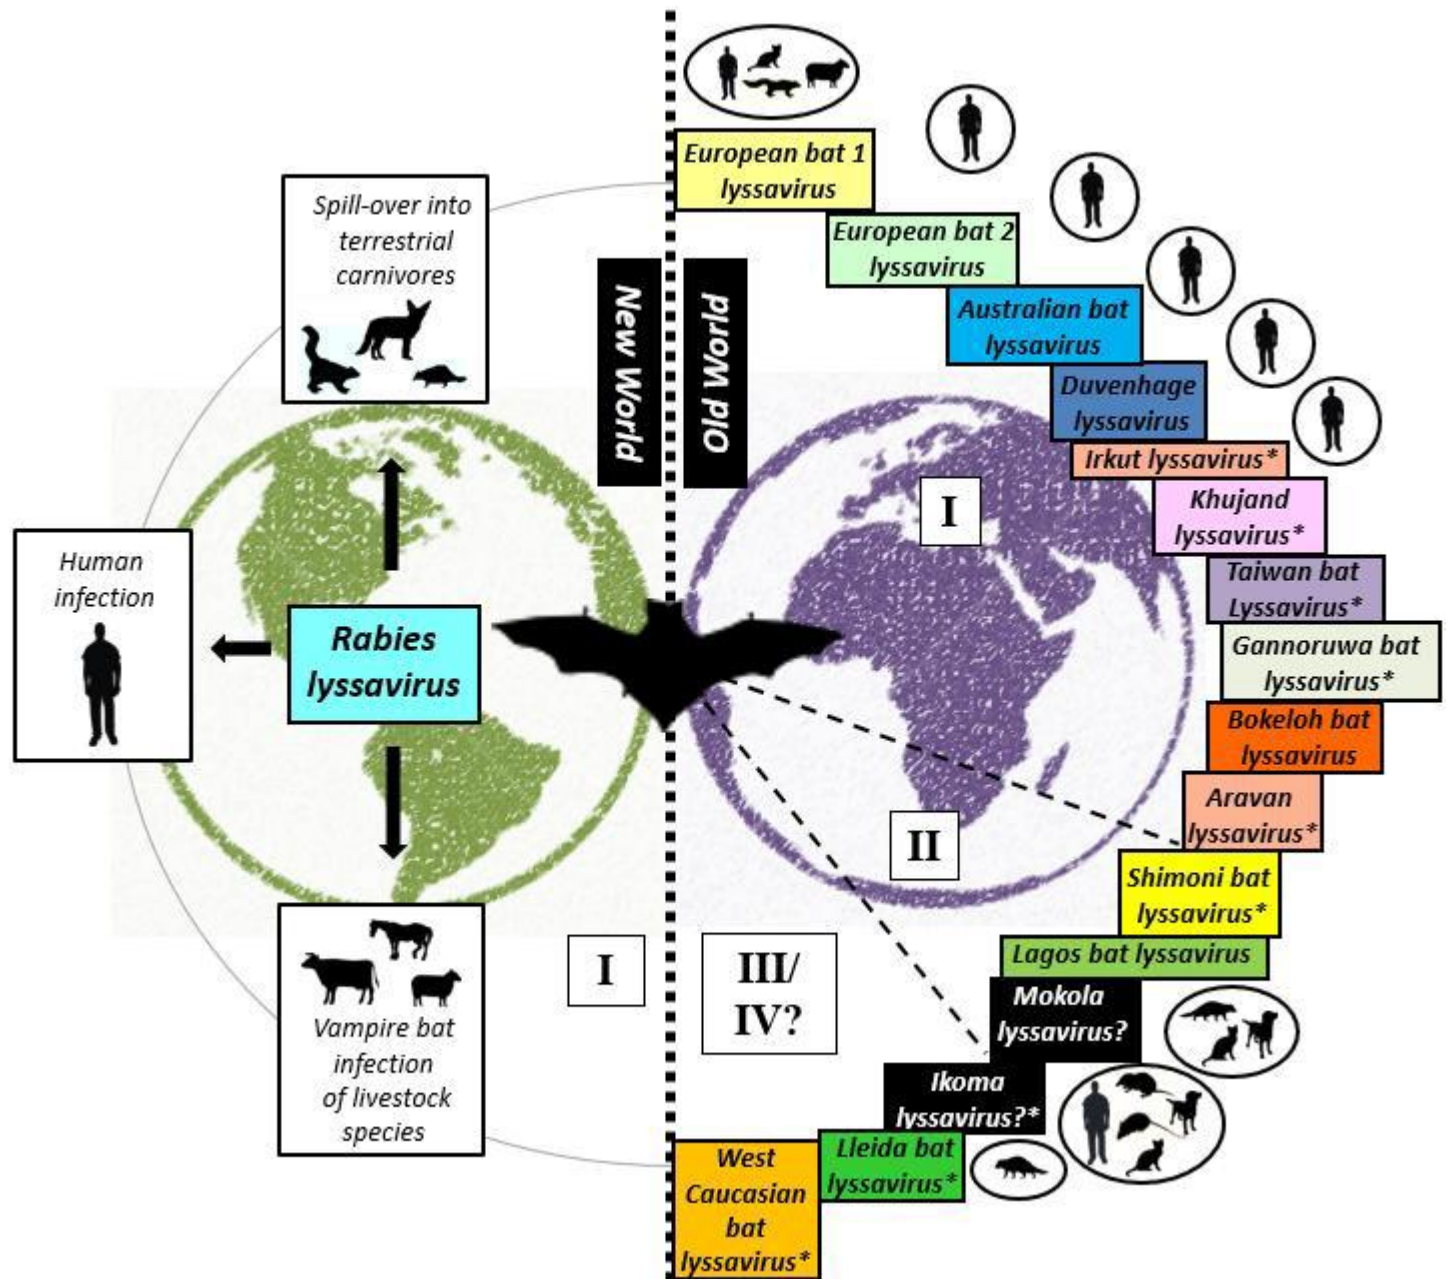 European bat 1
lyssavirus
European bat 2
lyssavirus
Australian bat
lyssavirus
Duvenhage
lyssavirus
Irkut lyssavirus*
Khujand
lyssavirus*
Taiwan bat
Lyssavirus*
Gannoruwa bat
lyssavirus*
Bokeloh bat
lyssavirus
Aravan
lyssavirus*
Shimoni bat
lyssavirus*
Lagos bat lyssavirus
Mokola
lyssavirus?
Ikoma
lyssavirus?*
Lleida bat
lyssavirus*
West
Caucasian
bat
lyssavirus*
New World
Old World
I
II
III/
IV?
I
Spill-over into
terrestrial
carnivores
Human
infection
Rabies
lyssavirus
Vampire bat
infection
of livestock
species